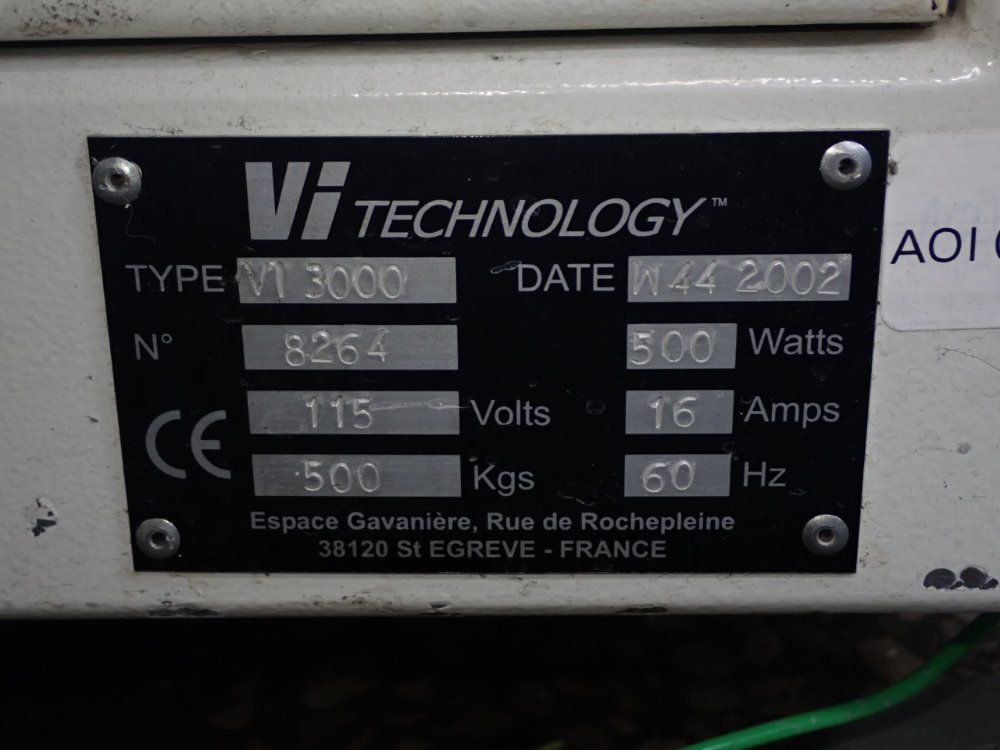 Vi TECHNOLOGY™
TYPE VI 3000 DATE W44 2002
N° 8264 500 Watts
CE 115 Volts 16 Amps
500 Kgs 60 Hz
Espace Gavanière, Rue de Rochepleine
38120 St EGREVE - FRANCE
AOI